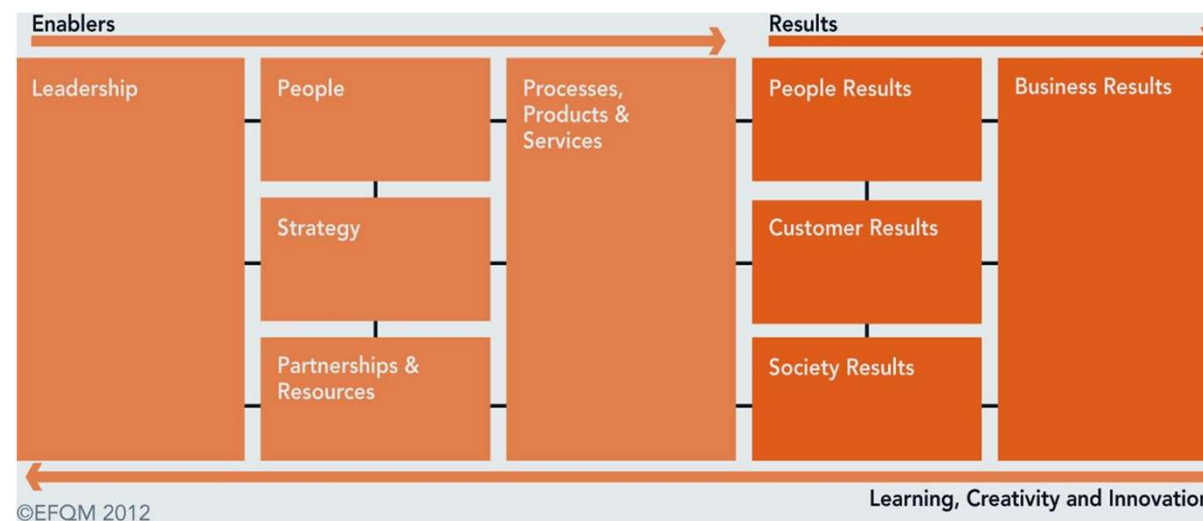 Enablers
Results
Leadership
People
Processes,
Products &
Services
People Results
Business Results
Strategy
Customer Results
Partnerships &
Resources
Society Results
Learning, Creativity and Innovation
©EFQM 2012